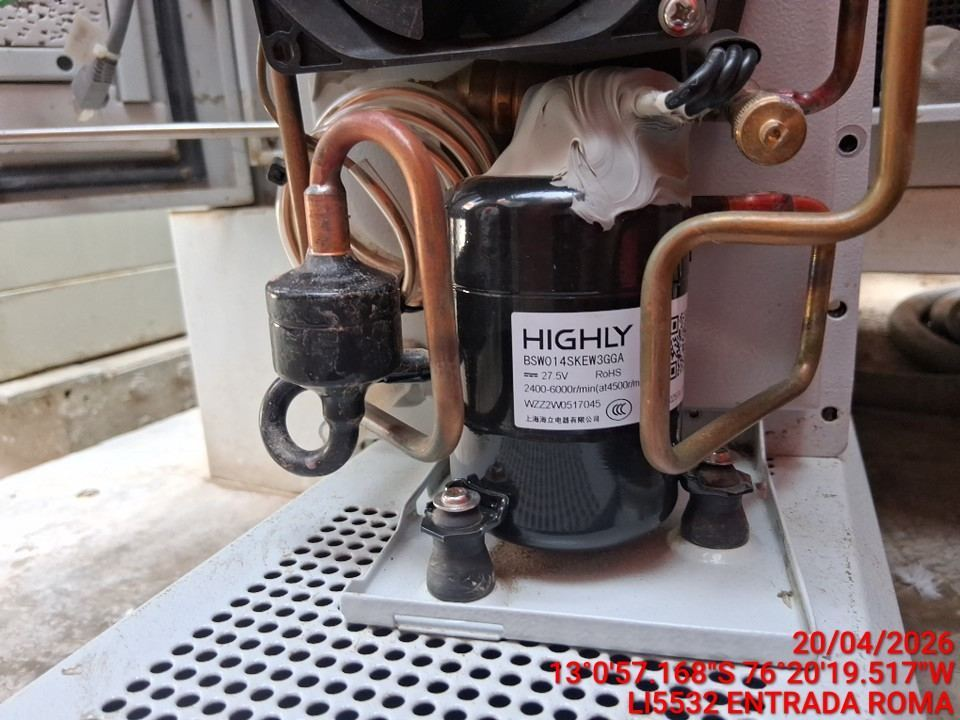 HIGHLY
BSW014SKEW3GGA
27.5V RoHS
2400-6000r/min(at4500r/m
WZZ2W0517045
上海海立电器有限公司
CCC
20/04/2026
13°0'57.168"S 76°20'19.517"W
LI5532 ENTRADA ROMA